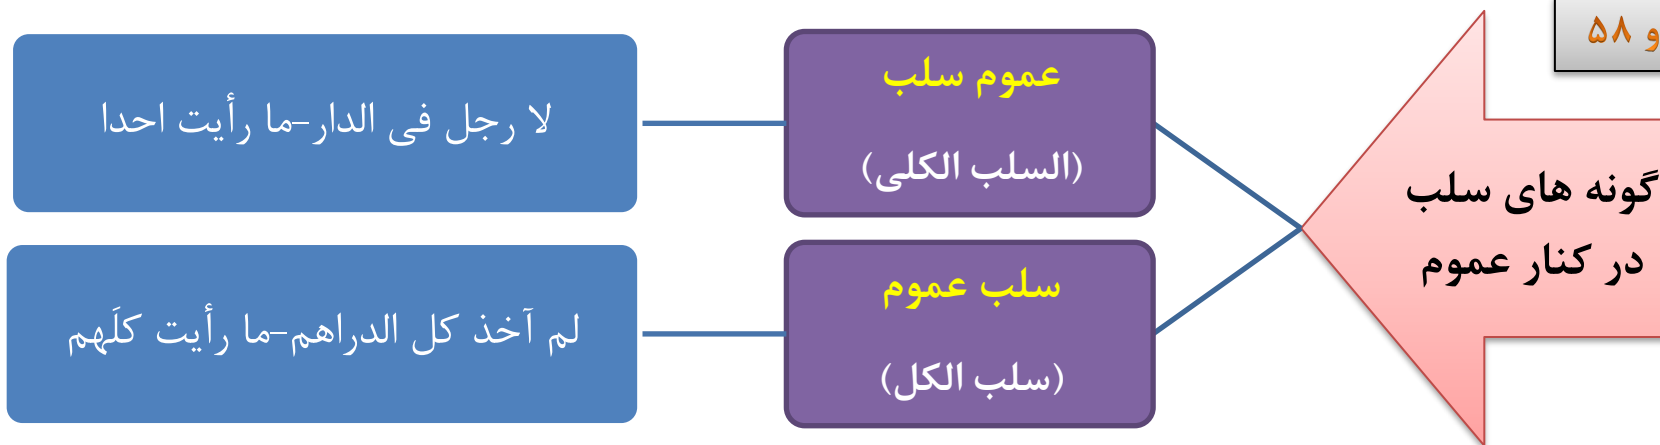 و ۵۸
گونه های سلب
در کنار عموم
عموم سلب
(السلب الکلی)
لا رجل فی الدار-ما رأیت احدا
سلب عموم
(سلب الکل)
لم آخذ کل الدراهم-ما رأیت کلَهم